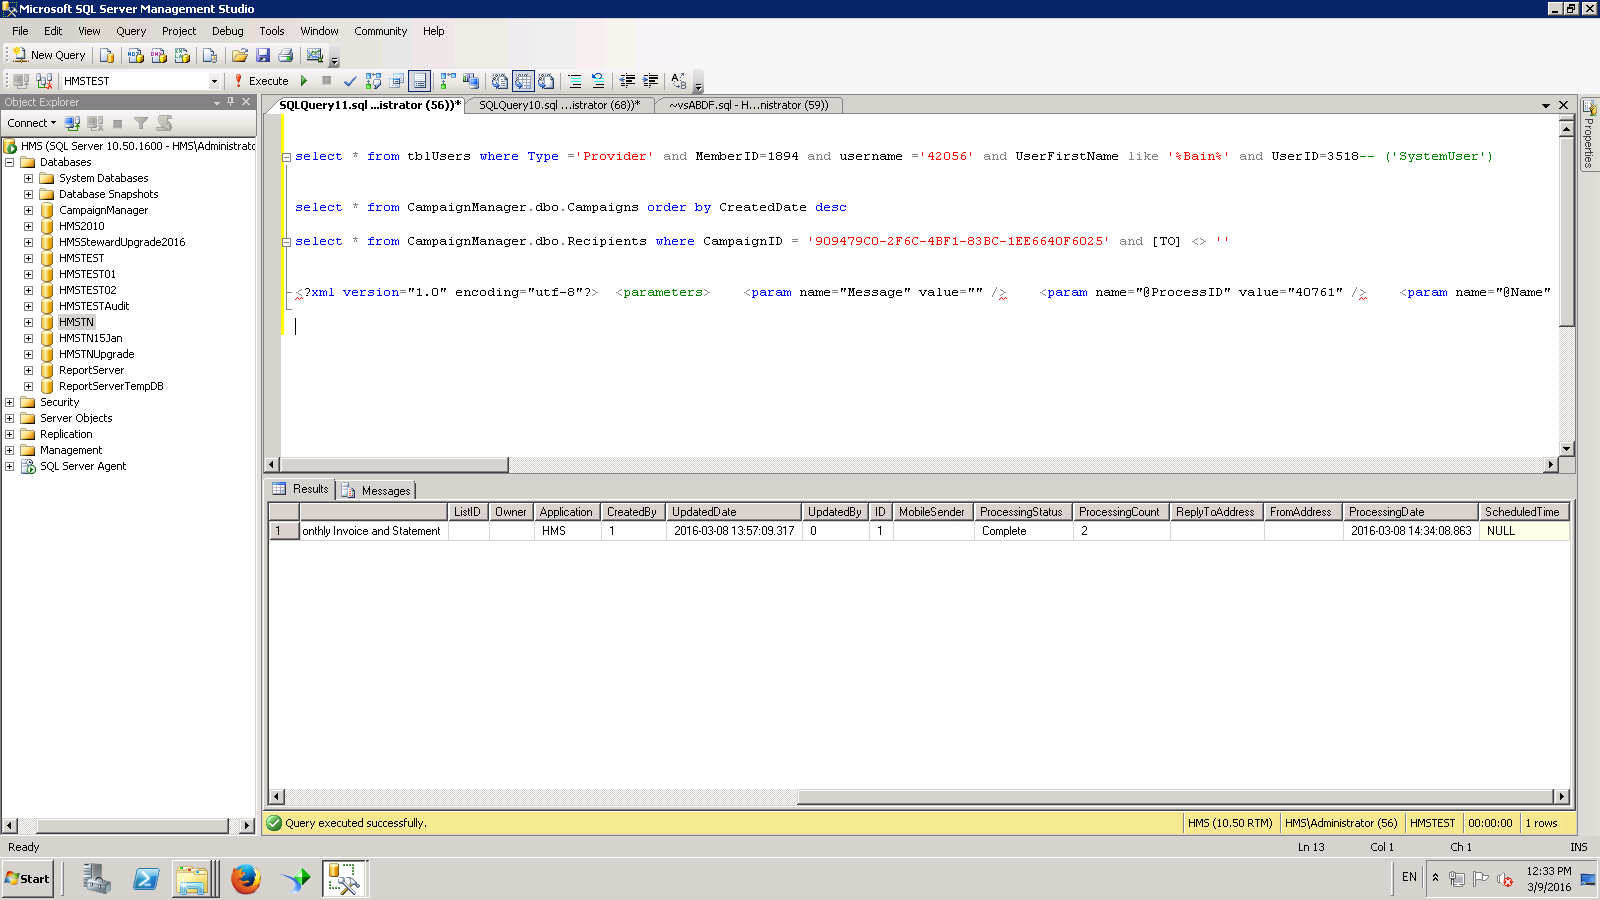 Microsoft SQL Server Management Studio
File Edit View Query Project Debug Tools Window Community Help
New Query
HMSTEST Execute
Object Explorer
Connect
HMS (SQL Server 10.50.1600 - HMS\Administrato
Databases
System Databases
Database Snapshots
CampaignManager
HMS2010
HMSStewardUpgrade2016
HMSTEST
HMSTEST01
HMSTEST02
HMSTESTAudit
HMSTN
HMSTN15Jan
HMSTNUpgrade
ReportServer
ReportServerTempDB
Security
Server Objects
Replication
Management
SQL Server Agent
SQLQuery11.sql ...istrator (56))* SQLQuery10.sql ...istrator (68))* ~vsABDF.sql - H...nistrator (59))
select * from tblUsers where Type ='Provider' and MemberID=1894 and username ='42056' and UserFirstName like '%Bain%' and UserID=3518-- ('SystemUser')
select * from CampaignManager.dbo.Campaigns order by CreatedDate desc
select * from CampaignManager.dbo.Recipients where CampaignID = '909479C0-2F6C-4BF1-83BC-1EE6640F6025' and [TO] <> ''
<?xml version="1.0" encoding="utf-8"?> <parameters> <param name="Message" value="" /> <param name="@ProcessID" value="40761" /> <param name="@Name"
Properties
Results Messages
ListID Owner Application CreatedBy UpdatedDate UpdatedBy ID MobileSender ProcessingStatus ProcessingCount ReplyToAddress FromAddress ProcessingDate ScheduledTime
1 onthly Invoice and Statement HMS 1 2016-03-08 13:57:09.317 0 1 Complete 2 2016-03-08 14:34:08.863 NULL
Query executed successfully. HMS (10.50 RTM) HMS\Administrator (56) HMSTEST 00:00:00 1 rows
Ready Ln 13 Col 1 Ch 1 INS
Start EN 12:33 PM
3/9/2016